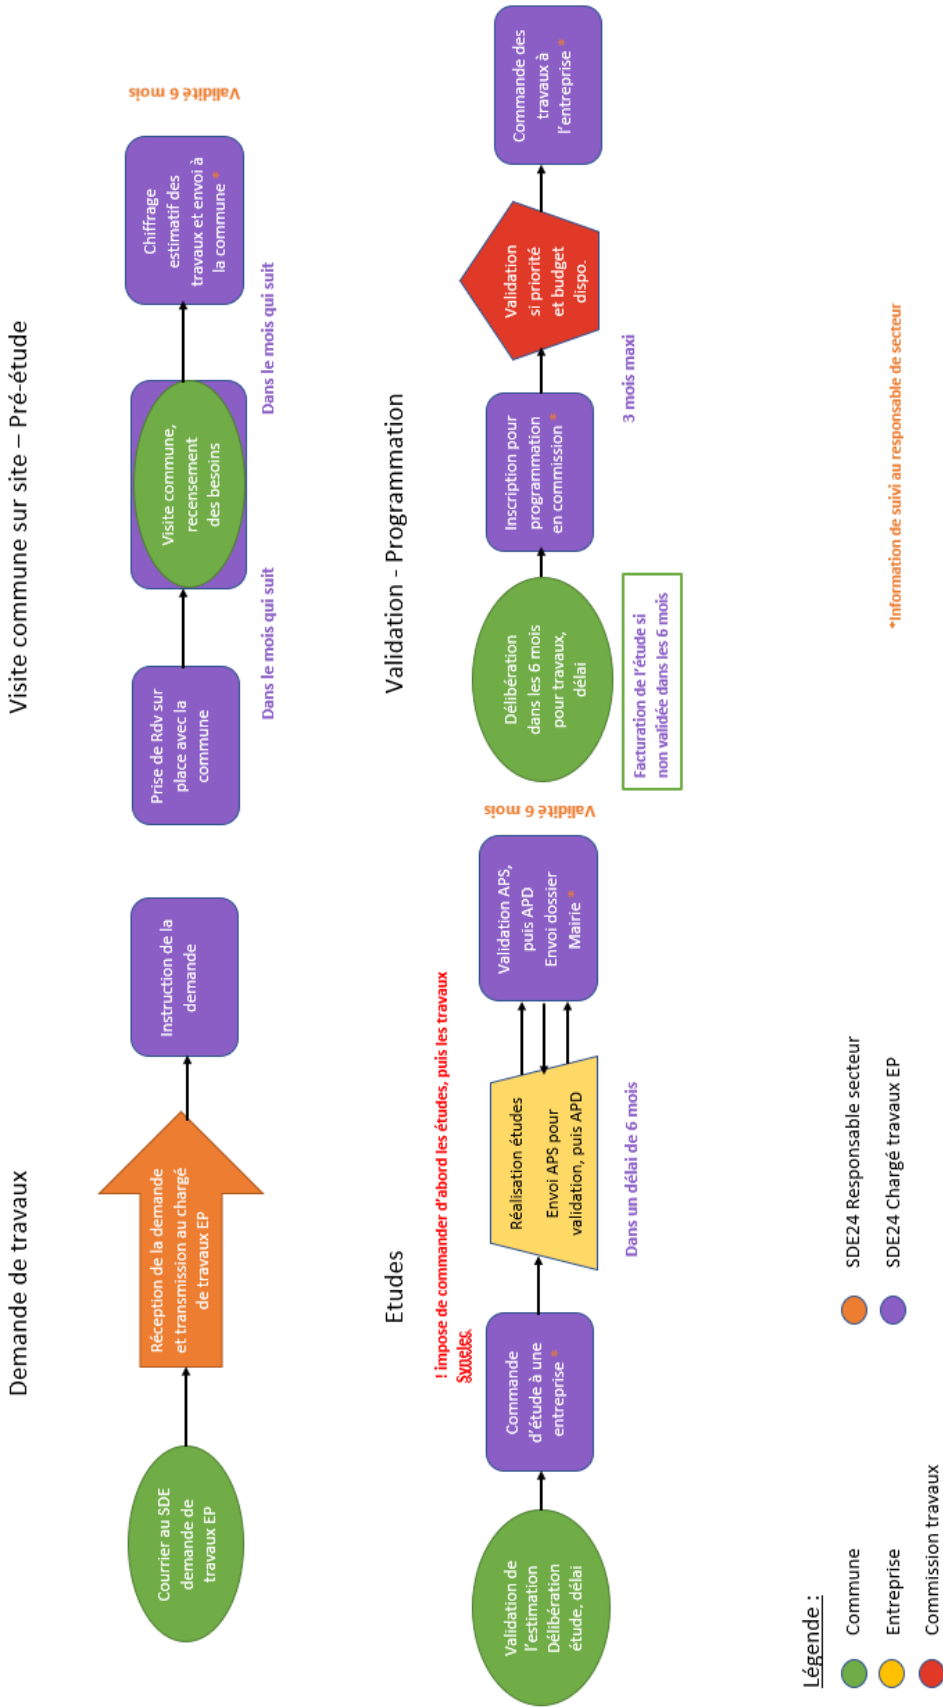 Demande de travaux
Courrier au SDE
demande de
travaux EP
Réception de la demande
et transmission au chargé
de travaux EP
Instruction de la
demande
Visite commune sur site – Pré-étude
Prise de Rdv sur
place avec la
commune
Dans le mois qui suit
Visite commune,
recensement
des besoins
Dans le mois qui suit
Chiffrage
estimatif des
travaux et envoi à
la commune *
Validité 6 mois
Etudes
! impose de commander d'abord les études, puis les travaux
Synelec
Validation de
l'estimation
Délibération
étude, délai
Commande
d'étude à une
entreprise *
Réalisation études
Envoi APS pour
validation, puis APD
Dans un délai de 6 mois
Validation APS,
puis APD
Envoi dossier
Mairie *
Validité 6 mois
Validation - Programmation
Délibération
dans les 6 mois
pour travaux,
délai
Facturation de l'étude si
non validée dans les 6 mois
Inscription pour
programmation
en commission *
3 mois maxi
Validation
si priorité
et budget
dispo.
Commande des
travaux à
l'entreprise *
Légende :
Commune
Entreprise
Commission travaux
SDE24 Responsable secteur
SDE24 Chargé travaux EP
*Information de suivi au responsable de secteur